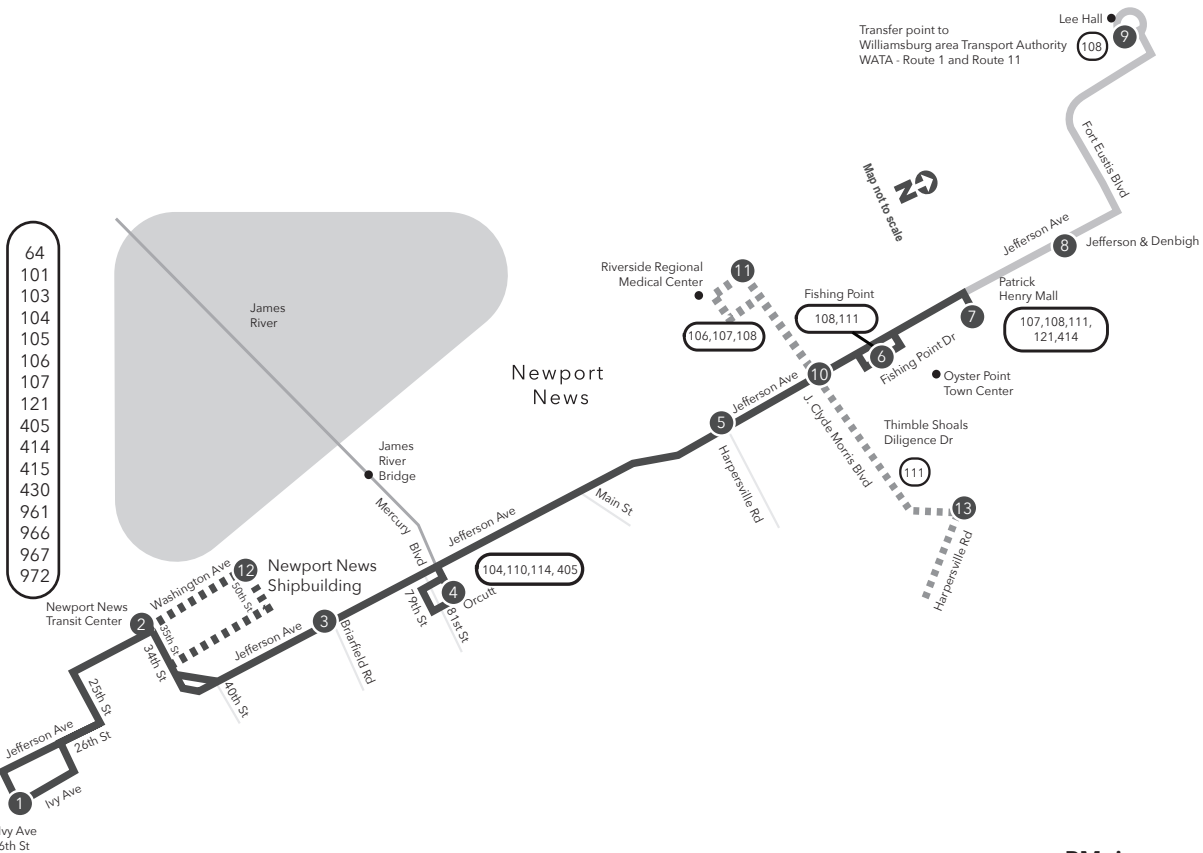 Lee Hall
9
Transfer point to
Williamsburg area Transport Authority
WATA - Route 1 and Route 11
108
Fort Eustis Blvd
N
Map not to scale
Jefferson Ave
8
Jefferson & Denbigh
64
101
103
104
105
106
107
121
405
414
415
430
961
966
967
972
James
River
Riverside Regional
Medical Center
11
106,107,108
Fishing Point
108,111
Patrick
Henry Mall
7
107,108,111,
121,414
6
Fishing Point Dr
Oyster Point
Town Center
10
Jefferson Ave
J. Clyde Morris Blvd
Newport
News
5
Harpersville Rd
Thimble Shoals
Diligence Dr
111
13
Harpersville Rd
James
River
Bridge
Mercury
Blvd
Jefferson Ave
Main St
104,110,114, 405
4
Orcutt
79th St
81st St
Washington Ave
12
50th St
Newport News
Shipbuilding
Newport News
Transit Center
2
35th St
34th St
3
Briarfield Rd
Jefferson Ave
40th St
25th St
Jefferson Ave
26th St
1
Ivy Ave